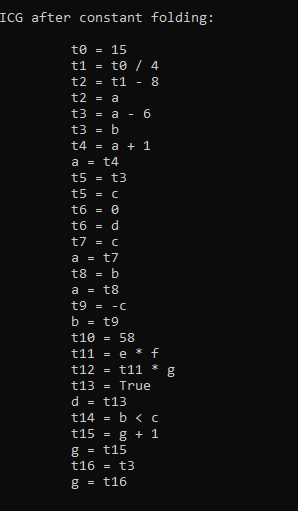 ICG after constant folding:
t0 = 15
t1 = t0 / 4
t2 = t1 - 8
t2 = a
t3 = a - 6
t3 = b
t4 = a + 1
a = t4
t5 = t3
t5 = c
t6 = 0
t6 = d
t7 = c
a = t7
t8 = b
a = t8
t9 = -c
b = t9
t10 = 58
t11 = e * f
t12 = t11 * g
t13 = True
d = t13
t14 = b < c
t15 = g + 1
g = t15
t16 = t3
g = t16